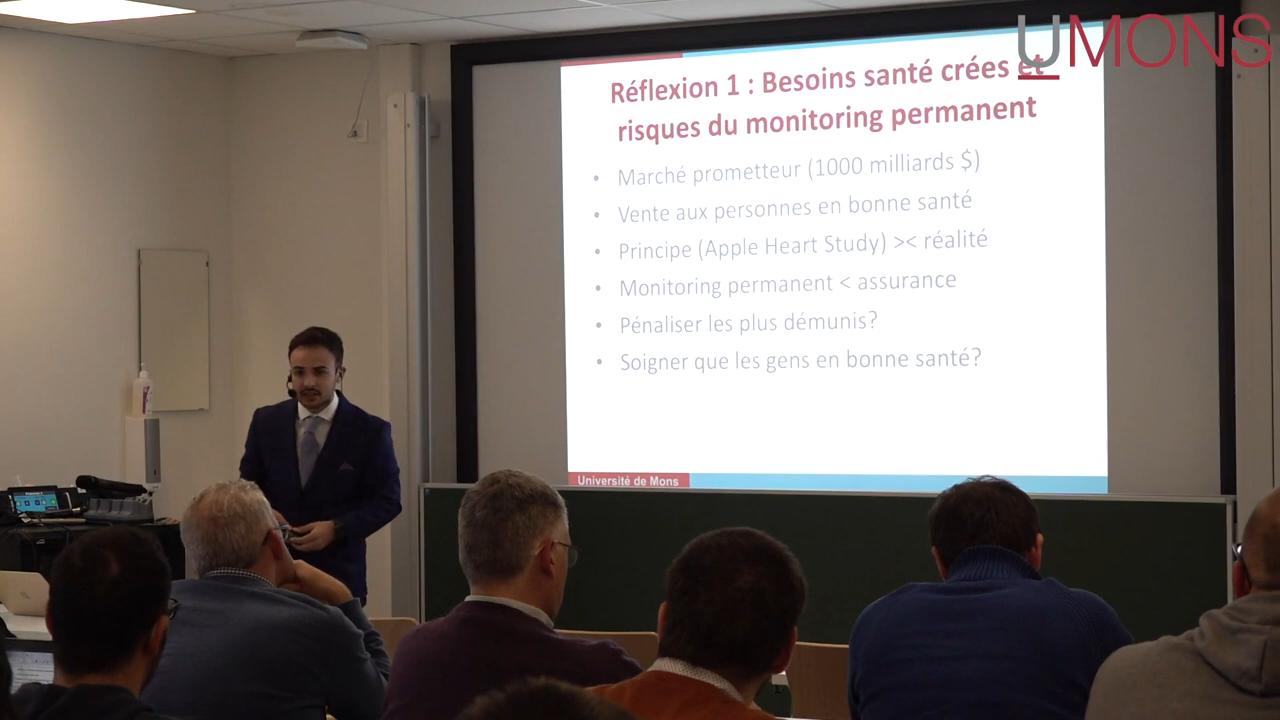 UMONS
Réflexion 1 : Besoins santé crées et
risques du monitoring permanent
• Marché prometteur (1000 milliards $)
• Vente aux personnes en bonne santé
• Principe (Apple Heart Study) >< réalité
• Monitoring permanent < assurance
• Pénaliser les plus démunis?
• Soigner que les gens en bonne santé?
Université de Mons